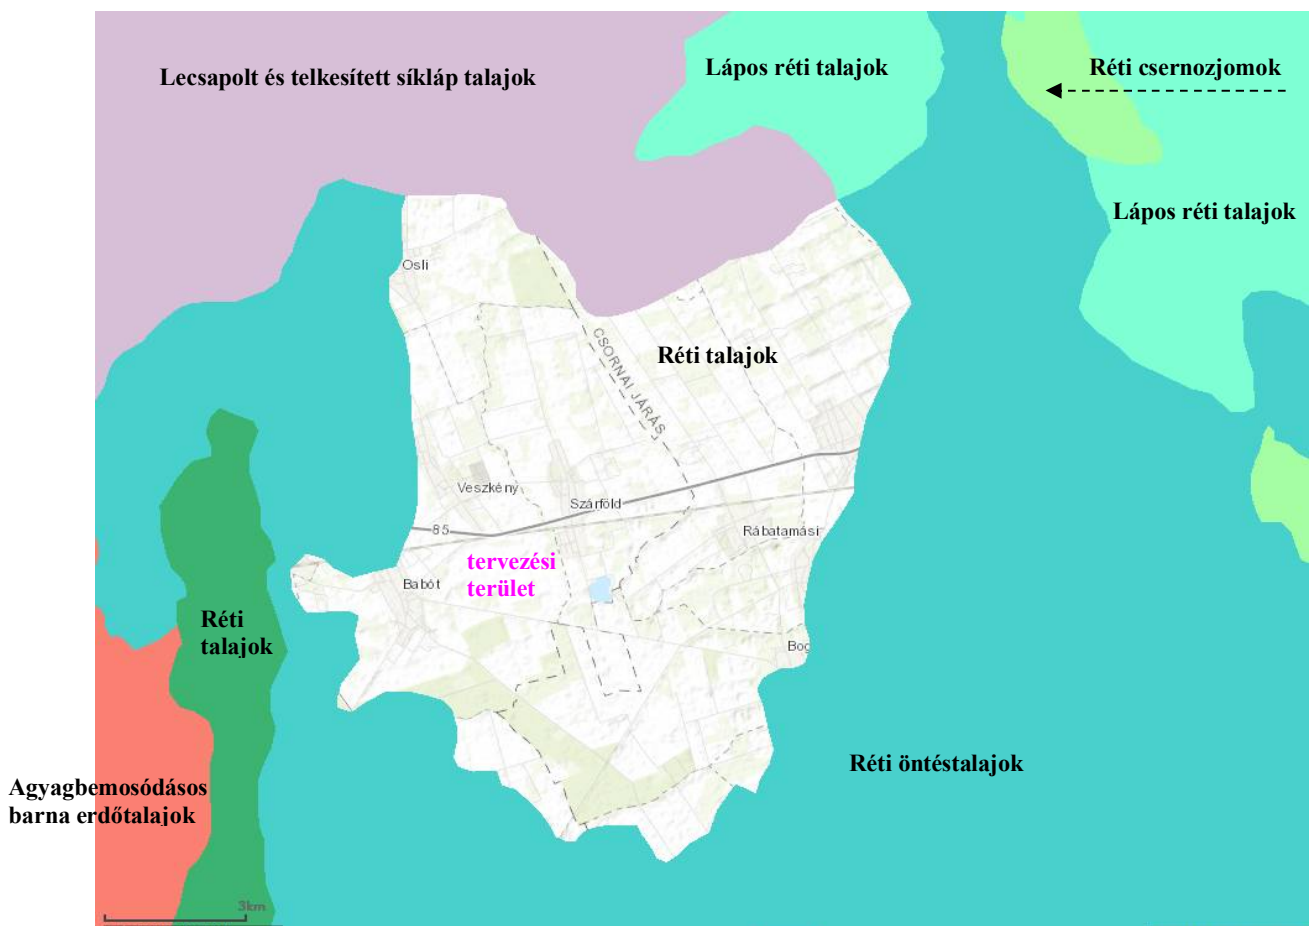 Lecsapolt és telkesített síkláp talajok
Lápos réti talajok
Réti csernozjomok
Lápos réti talajok
Osli
CSORNAI JÁRÁS
Réti talajok
Veszkény
Szárföld
85
Rábatamási
tervezési
terület
Babót
Réti
talajok
Bog
Réti öntéstalajok
Agyagbemosódásos
barna erdőtalajok
3km